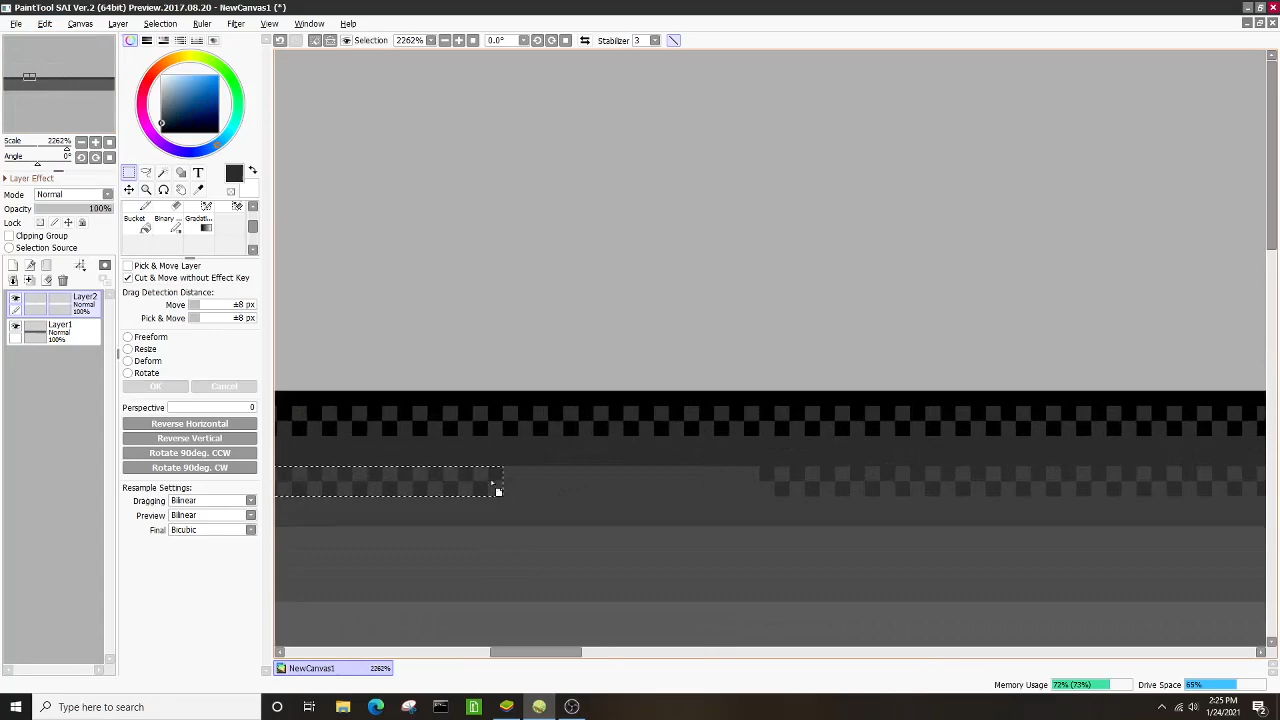 PaintTool SAI Ver.2 (64bit) Preview.2017.08.20 - NewCanvas1 (*)
File Edit Canvas Layer Selection Ruler Filter View Window Help
Selection 2262% 0.0° Stabilizer 3
Scale 2262%
Angle 0°
Layer Effect
Mode Normal
Opacity 100%
Lock
Clipping Group
Selection Source
Layer2
Normal
100%
Layer1
Normal
100%
T
Bucket Binary ... Gradati...
Pick & Move Layer
Cut & Move without Effect Key
Drag Detection Distance:
Move ±8 px
Pick & Move ±8 px
Freeform
Resize
Deform
Rotate
OK Cancel
Perspective 0
Reverse Horizontal
Reverse Vertical
Rotate 90deg. CCW
Rotate 90deg. CW
Resample Settings:
Dragging Bilinear
Preview Bilinear
Final Bicubic
NewCanvas1 2262%
Memory Usage 72% (73%) Drive Space 65%
Type here to search
2:25 PM
1/24/2021
2